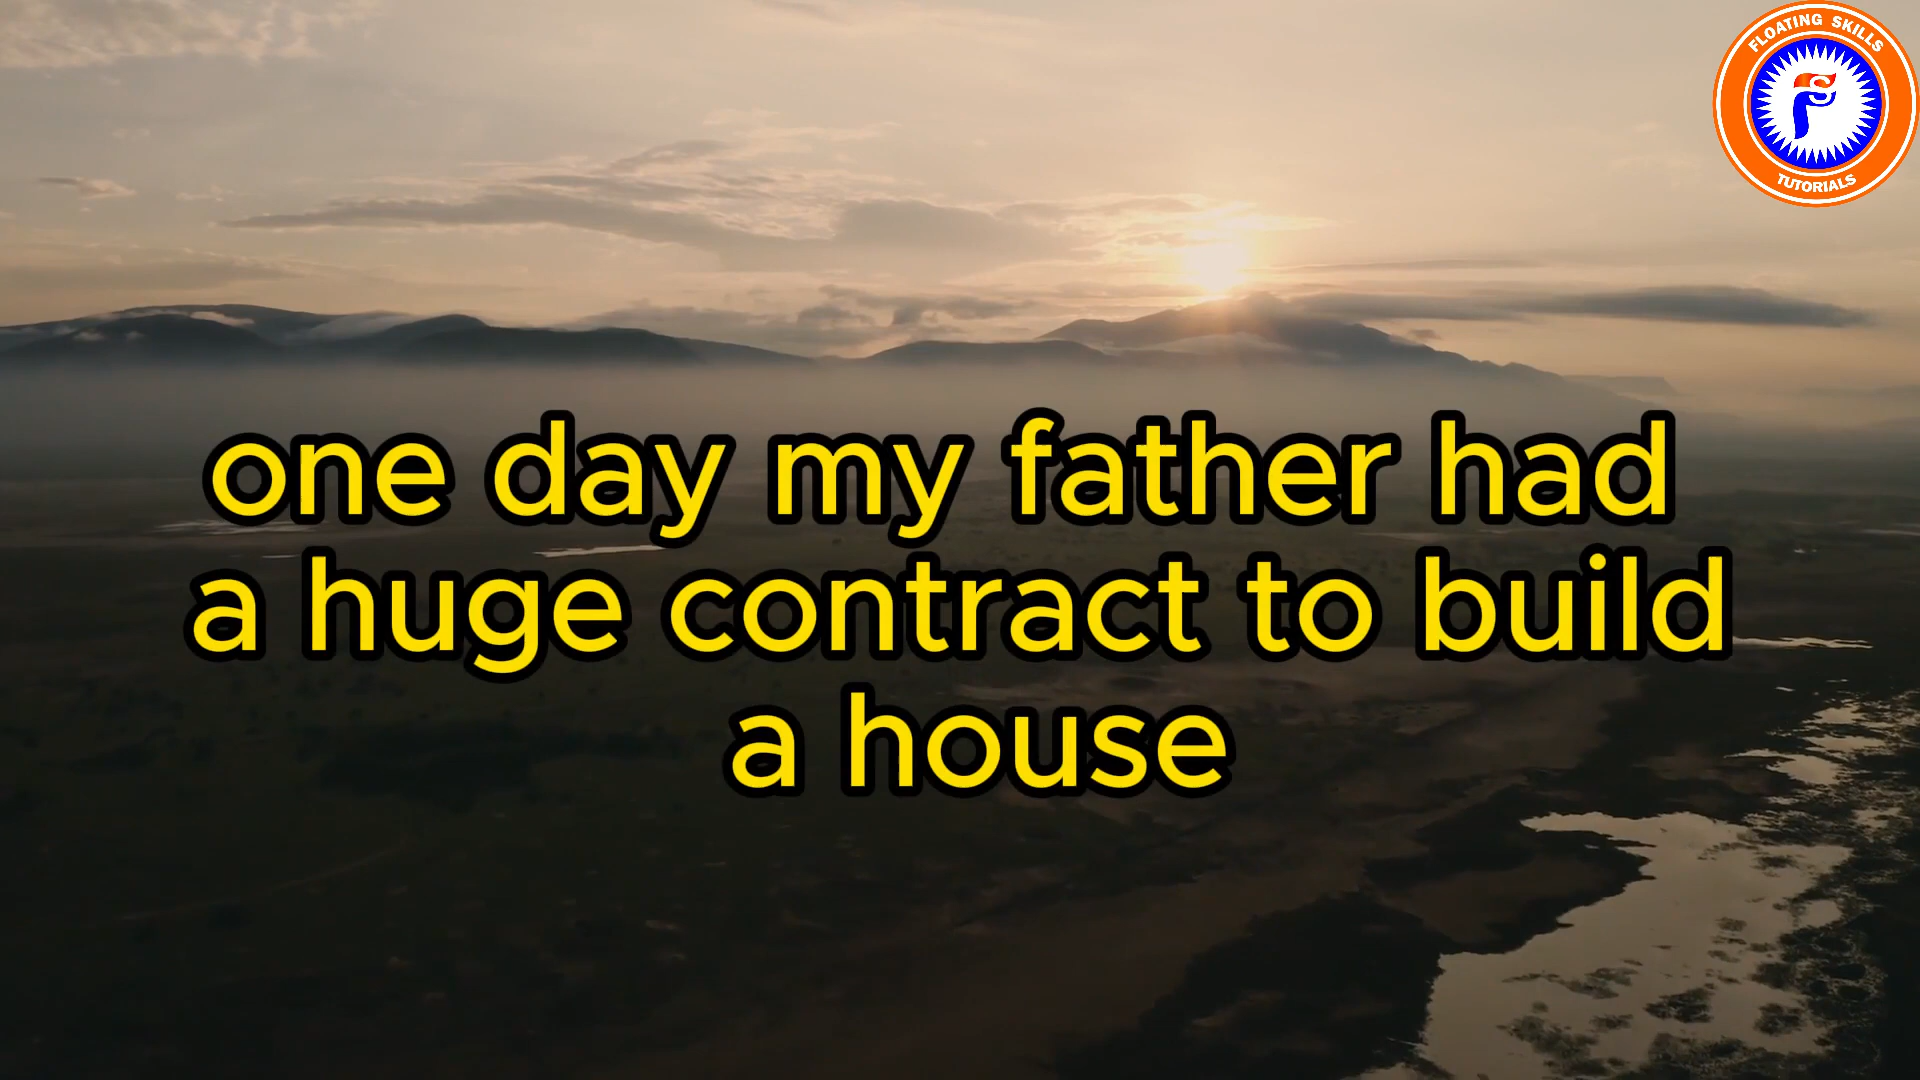 FLOATING SKILLS
F
TUTORIALS
one day my father had
a huge contract to build
a house